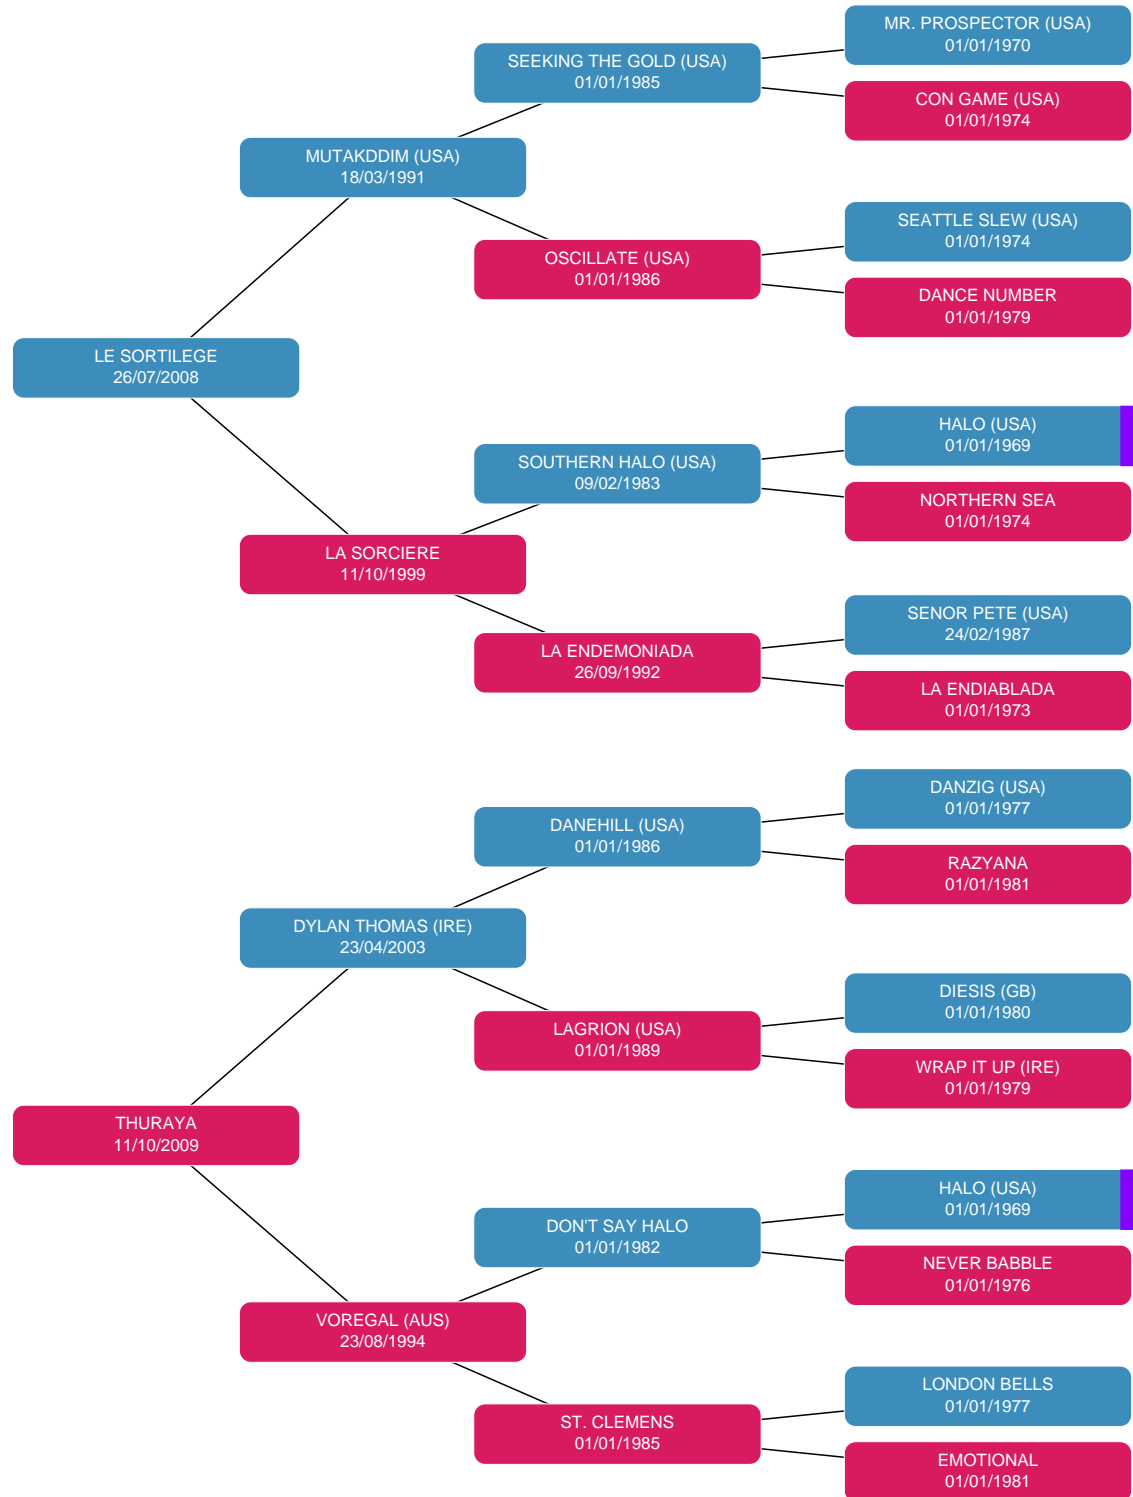 MR. PROSPECTOR (USA)
01/01/1970
SEEKING THE GOLD (USA)
01/01/1985
CON GAME (USA)
01/01/1974
MUTAKDDIM (USA)
18/03/1991
SEATTLE SLEW (USA)
01/01/1974
OSCILLATE (USA)
01/01/1986
DANCE NUMBER
01/01/1979
LE SORTILEGE
26/07/2008
HALO (USA)
01/01/1969
SOUTHERN HALO (USA)
09/02/1983
NORTHERN SEA
01/01/1974
LA SORCIERE
11/10/1999
SENOR PETE (USA)
24/02/1987
LA ENDEMONIADA
26/09/1992
LA ENDIABLADA
01/01/1973
DANZIG (USA)
01/01/1977
DANEHILL (USA)
01/01/1986
RAZYANA
01/01/1981
DYLAN THOMAS (IRE)
23/04/2003
DIESIS (GB)
01/01/1980
LAGRION (USA)
01/01/1989
WRAP IT UP (IRE)
01/01/1979
THURAYA
11/10/2009
HALO (USA)
01/01/1969
DON'T SAY HALO
01/01/1982
NEVER BABBLE
01/01/1976
VOREGAL (AUS)
23/08/1994
LONDON BELLS
01/01/1977
ST. CLEMENS
01/01/1985
EMOTIONAL
01/01/1981